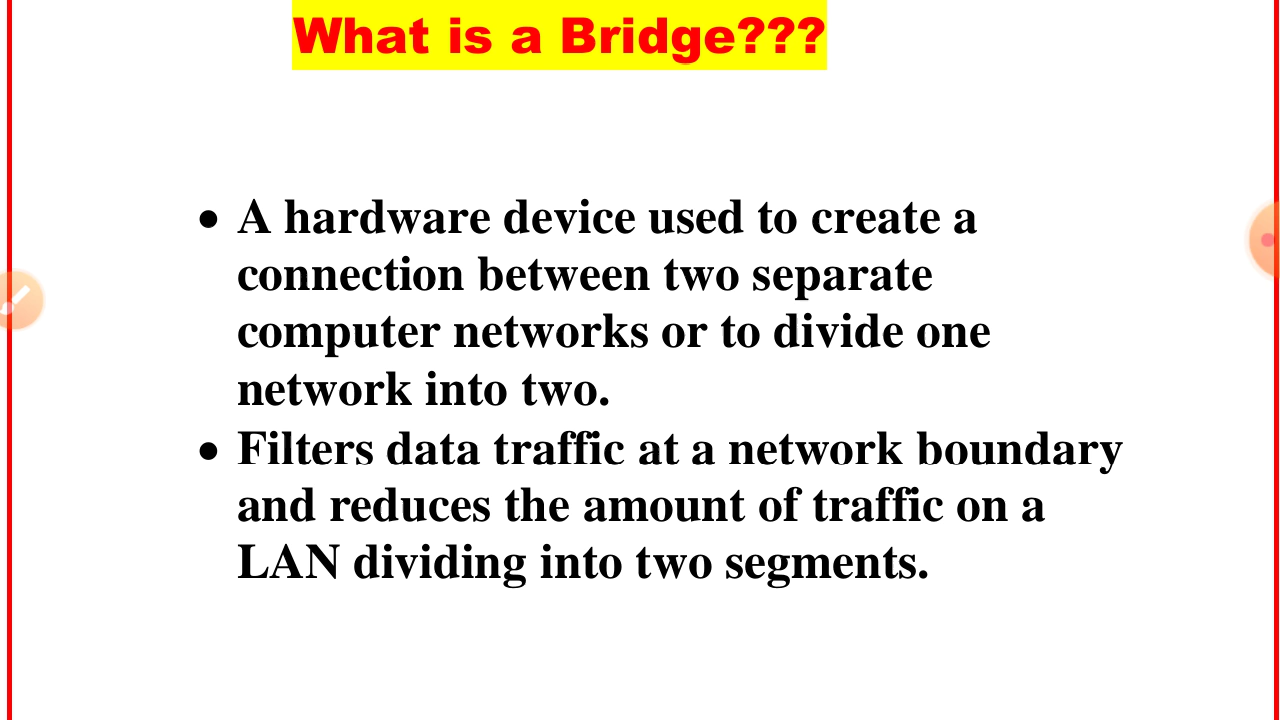 What is a Bridge???
• A hardware device used to create a
connection between two separate
computer networks or to divide one
network into two.
• Filters data traffic at a network boundary
and reduces the amount of traffic on a
LAN dividing into two segments.